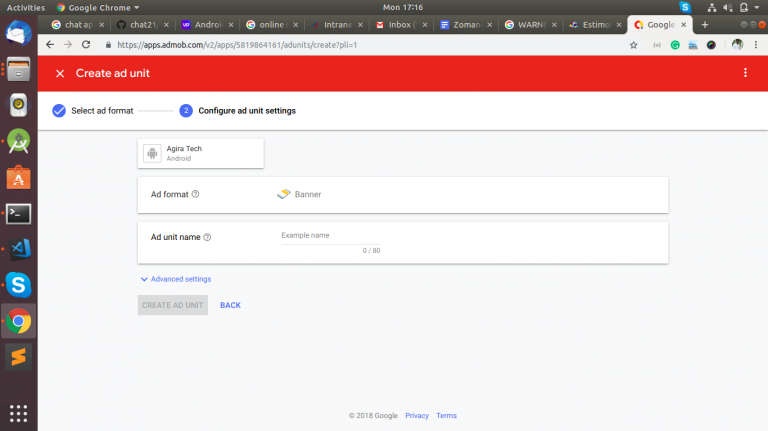 Activities
Google Chrome
Mon 17:16
chat ap
chat21/
Android
online
Intrane
Inbox (
Zoman
WARNI
Estimo
Google
https://apps.admob.com/v2/apps/5819864161/adunits/create?pli=1
Create ad unit
Select ad format
2 Configure ad unit settings
Agira Tech
Android
Ad format
Banner
Ad unit name
Example name
0 / 80
Advanced settings
CREATE AD UNIT
BACK
© 2018 Google Privacy Terms